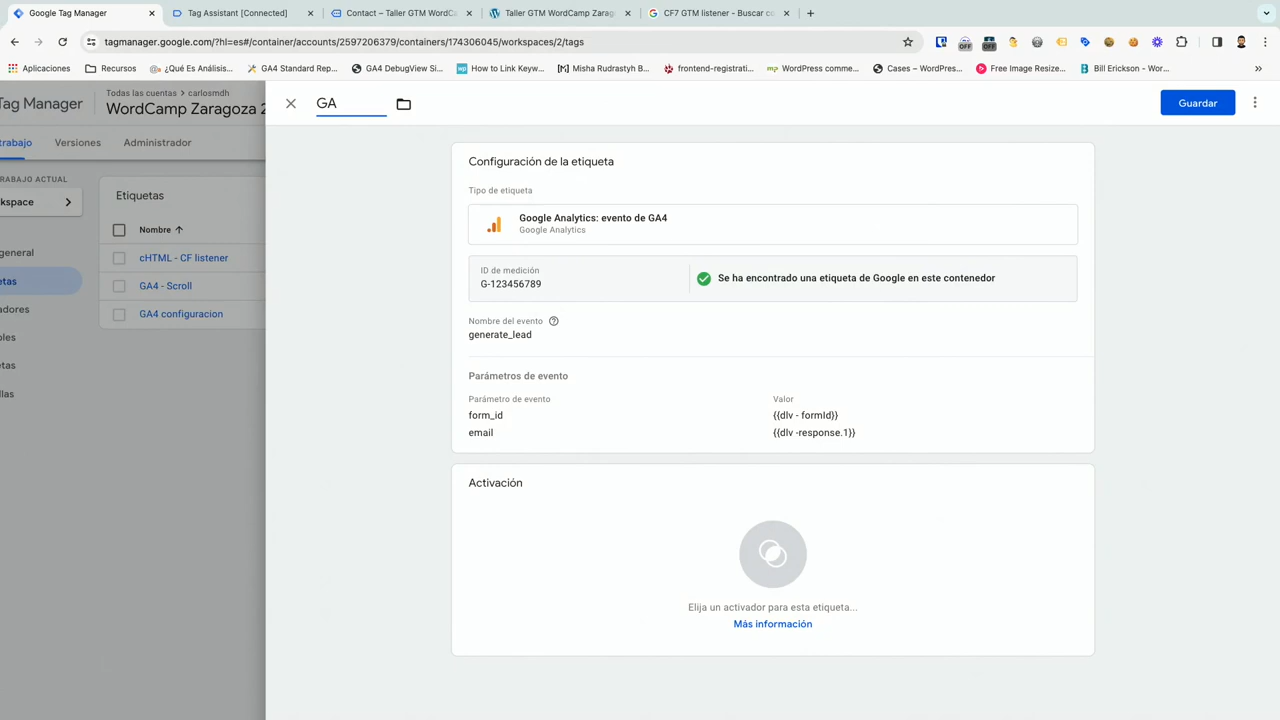 Google Tag Manager
Tag Assistant [Connected]
Contact – Taller GTM WordCa
Taller GTM WordCamp Zarag
CF7 GTM listener - Buscar co
tagmanager.google.com/?hl=es#/container/accounts/2597206379/containers/174306045/workspaces/2/tags
OFF
OFF
Aplicaciones
Recursos
¿Qué Es Análisis...
GA4 Standard Rep...
GA4 DebugView Si...
How to Link Keyw...
Misha Rudrastyh B...
frontend-registrati...
WordPress comme...
Cases – WordPres...
Free Image Resize...
Bill Erickson - Wor...
»
Tag Manager
Todas las cuentas > carlosmdh
WordCamp Zaragoza 2
trabajo
Versiones
Administrador
RABAJO ACTUAL
kspace
general
etas
adores
bles
etas
llas
Etiquetas
Nombre
cHTML - CF listener
GA4 - Scroll
GA4 configuracion
GA
Guardar
Configuración de la etiqueta
Tipo de etiqueta
Google Analytics: evento de GA4
Google Analytics
ID de medición
G-123456789
Se ha encontrado una etiqueta de Google en este contenedor
Nombre del evento
generate_lead
Parámetros de evento
Parámetro de evento Valor
form_id {{dlv - formId}}
email {{dlv -response.1}}
Activación
Elija un activador para esta etiqueta...
Más información